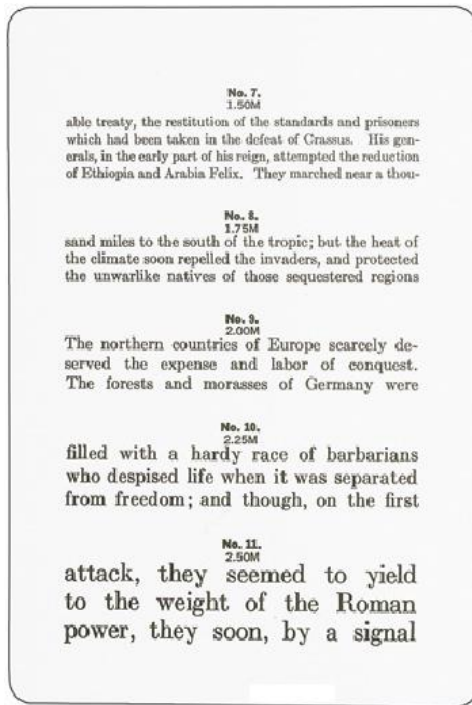 No. 7.
1.50M
able treaty, the restitution of the standards and prisoners
which had been taken in the defeat of Crassus. His gen-
erals, in the early part of his reign, attempted the reduction
of Ethiopia and Arabia Felix. They marched near a thou-
No. 8.
1.75M
sand miles to the south of the tropic; but the heat of
the climate soon repelled the invaders, and protected
the unwarlike natives of those sequestered regions
No. 9.
2.00M
The northern countries of Europe scarcely de-
served the expense and labor of conquest.
The forests and morasses of Germany were
No. 10.
2.25M
filled with a hardy race of barbarians
who despised life when it was separated
from freedom; and though, on the first
No. 11.
2.50M
attack, they seemed to yield
to the weight of the Roman
power, they soon, by a signal